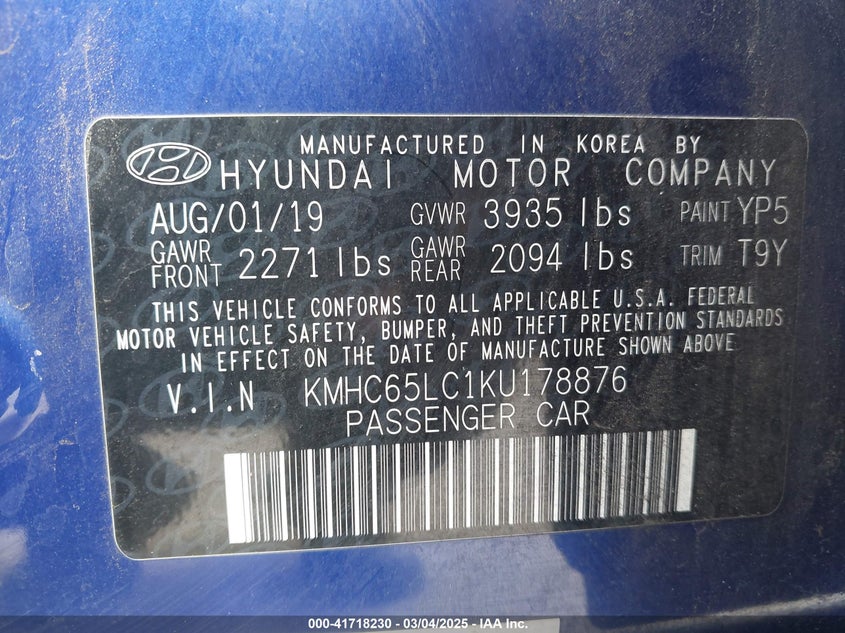 MANUFACTURED IN KOREA BY
HYUNDAI MOTOR COMPANY
AUG/01/19 GVWR 3935 lbs PAINT YP5
GAWR FRONT 2271 lbs GAWR REAR 2094 lbs TRIM T9Y
THIS VEHICLE CONFORMS TO ALL APPLICABLE U.S.A. FEDERAL
MOTOR VEHICLE SAFETY, BUMPER, AND THEFT PREVENTION STANDARDS
IN EFFECT ON THE DATE OF MANUFACTURE SHOWN ABOVE
V.I.N KMHC65LC1KU178876
PASSENGER CAR
000-41718230 - 03/04/2025 - IAA Inc.